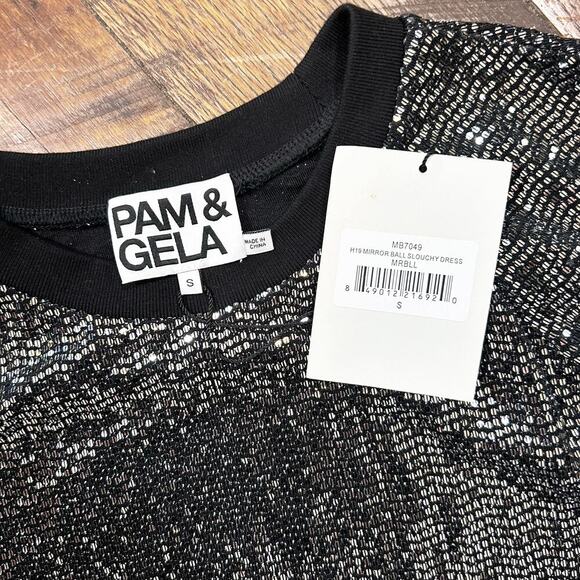 PAM &
GELA
MADE IN
CHINA
S
MB7049
H19 MIRROR BALL SLOUCHY DRESS
MRBLL
8 49012 21692 0
S